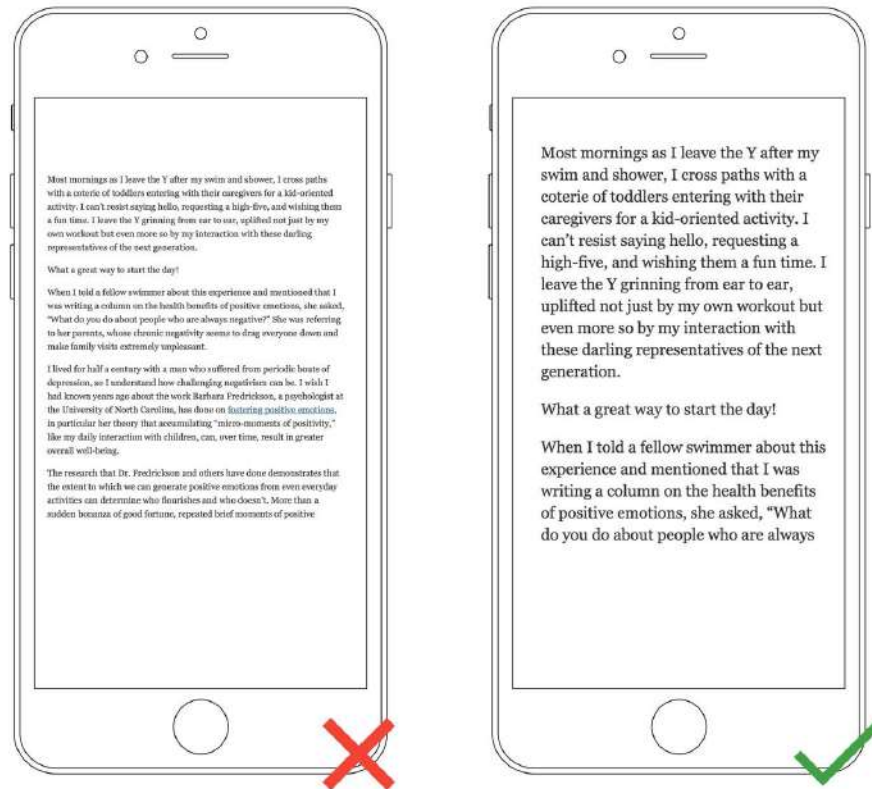 Most mornings as I leave the Y after my swim and shower, I cross paths
with a coterie of toddlers entering with their caregivers for a kid-oriented
activity. I can't resist saying hello, requesting a high-five, and wishing them
a fun time. I leave the Y grinning from ear to ear, uplifted not just by my
own workout but even more so by my interaction with these darling
representatives of the next generation.
What a great way to start the day!
When I told a fellow swimmer about this experience and mentioned that I
was writing a column on the health benefits of positive emotions, she asked,
“What do you do about people who are always negative?” She was referring
to her parents, whose chronic negativity seems to drag everyone down and
make family visits extremely unpleasant.
I lived for half a century with a man who suffered from periodic bouts of
depression, so I understand how challenging negativism can be. I wish I
had known years ago about the work Barbara Fredrickson, a psychologist at
the University of North Carolina, has done on fostering positive emotions,
in particular her theory that accumulating “micro-moments of positivity,”
like my daily interaction with children, can, over time, result in greater
overall well-being.
The research that Dr. Fredrickson and others have done demonstrates that
the extent to which we can generate positive emotions from even everyday
activities can determine who flourishes and who doesn't. More than a
sudden bonanza of good fortune, repeated brief moments of positive
Most mornings as I leave the Y after my
swim and shower, I cross paths with a
coterie of toddlers entering with their
caregivers for a kid-oriented activity. I
can't resist saying hello, requesting a
high-five, and wishing them a fun time. I
leave the Y grinning from ear to ear,
uplifted not just by my own workout but
even more so by my interaction with
these darling representatives of the next
generation.
What a great way to start the day!
When I told a fellow swimmer about this
experience and mentioned that I was
writing a column on the health benefits
of positive emotions, she asked, “What
do you do about people who are always